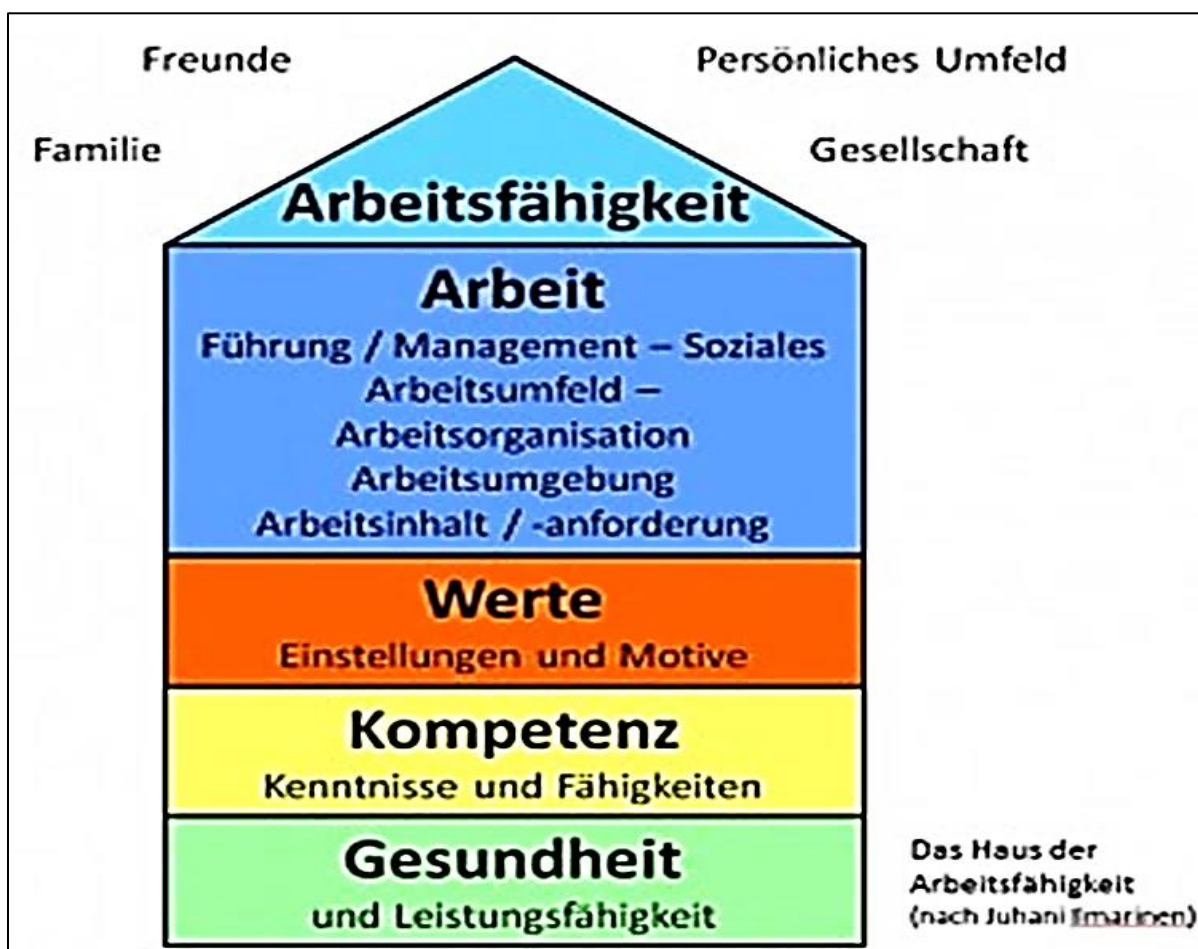 Freunde
Persönliches Umfeld
Familie
Gesellschaft
Arbeitsfähigkeit
Arbeit
Führung / Management – Soziales
Arbeitsumfeld –
Arbeitsorganisation
Arbeitsumgebung
Arbeitsinhalt / -anforderung
Werte
Einstellungen und Motive
Kompetenz
Kenntnisse und Fähigkeiten
Gesundheit
und Leistungsfähigkeit
Das Haus der
Arbeitsfähigkeit
(nach Juhani Ilmarinen)